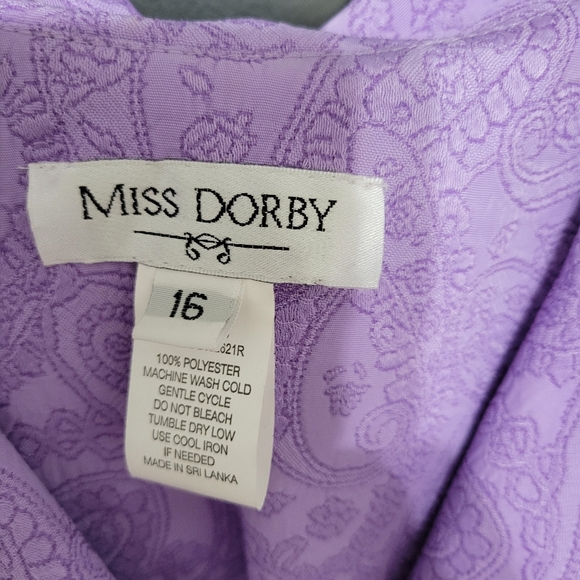 MISS DORBY
16
100% POLYESTER
MACHINE WASH COLD
GENTLE CYCLE
DO NOT BLEACH
TUMBLE DRY LOW
USE COOL IRON
IF NEEDED
MADE IN SRI LANKA